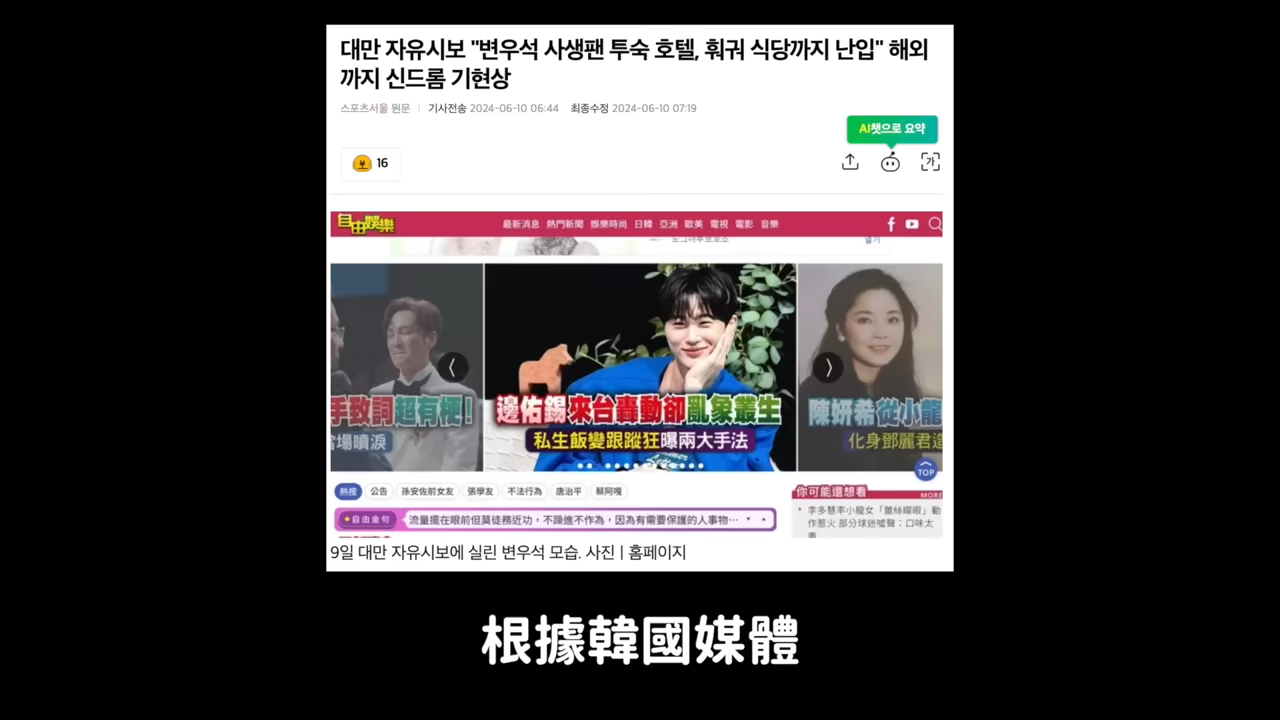 대만 자유시보 "변우석 사생팬 투숙 호텔, 훠궈 식당까지 난입" 해외
까지 신드롬 기현상
스포츠서울 원문 | 기사전송 2024-06-10 06:44 최종수정 2024-06-10 07:19
AI챗으로 요약
16
가
自由娛樂
最新消息 熱門新聞 娛樂時尚 日韓 亞洲 歐美 電視 電影 音樂
手致詞超有梗!
當場噴淚
邊佑錫來台轟動卻亂象叢生
私生飯變跟蹤狂曝兩大手法
陳妍希從小龍
化身鄧麗君造
TOP
熱搜 公告 孫安佐前女友 張學友 不法行為 唐治平 蔡阿嘎
自由金句 流量擺在眼前但莫徒務近功,不躁進不作為,因為有需要保護的人事物…
你可能還想看 MORE
李多慧率小龍女「蕾絲矇眼」動
作惹火 部分球迷噓聲:口味太
重
9일 대만 자유시보에 실린 변우석 모습. 사진 | 홈페이지
根據韓國媒體